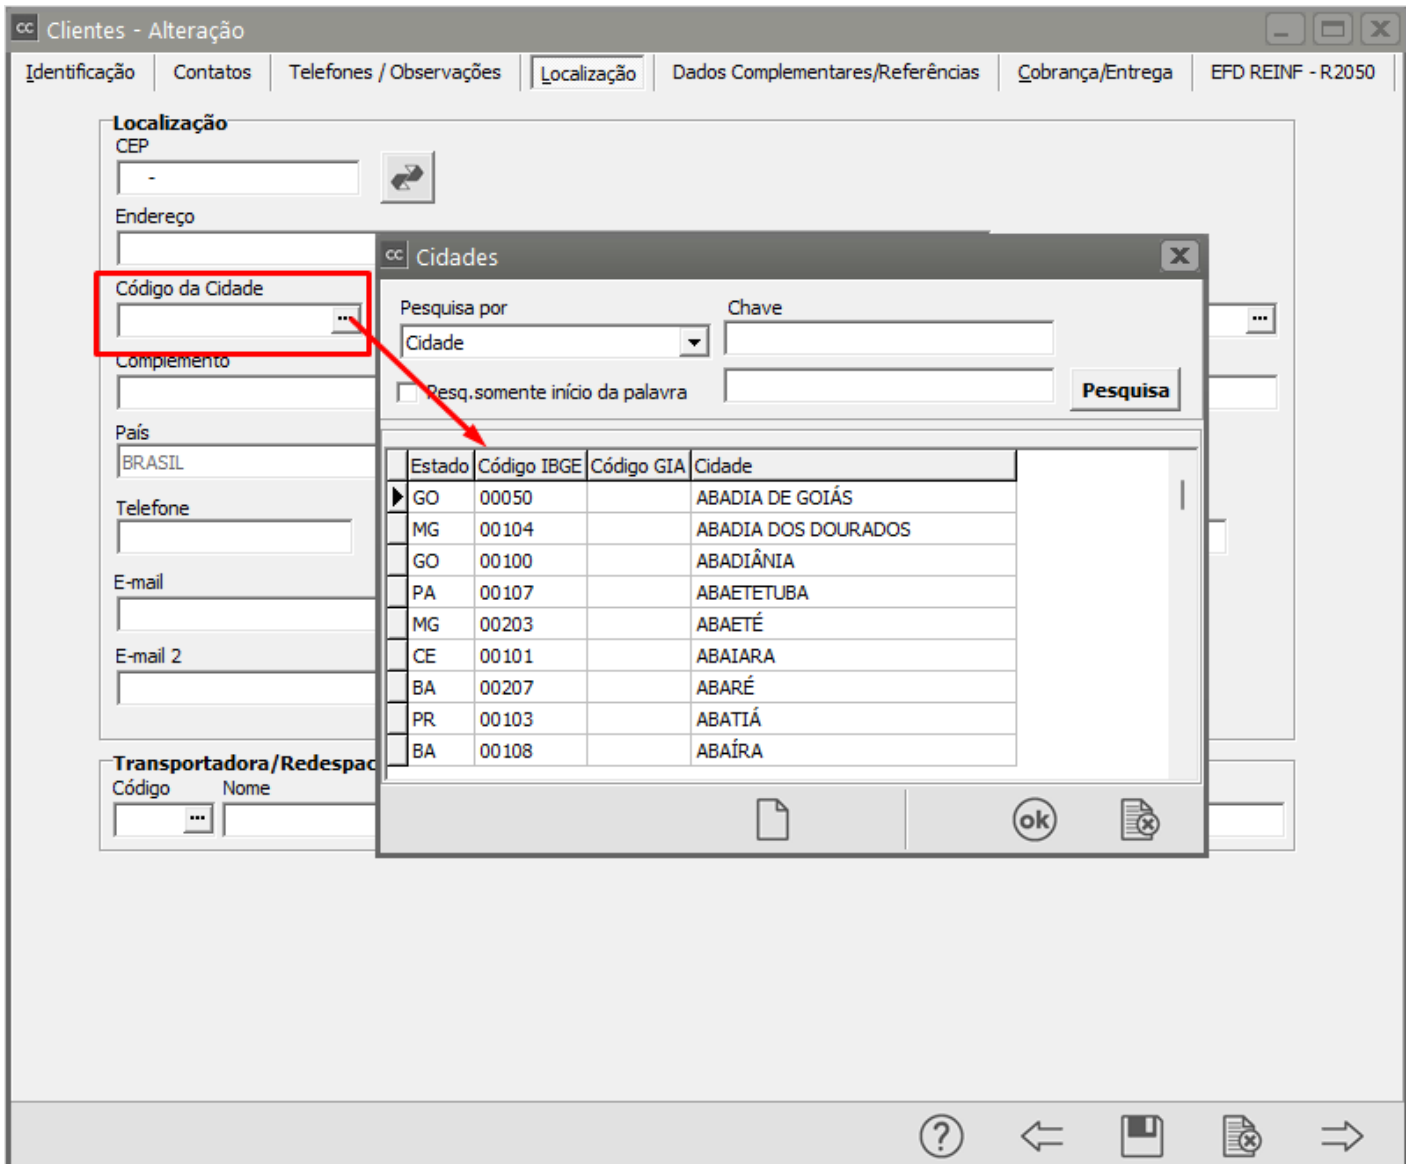 cc Clientes - Alteração
Identificação Contatos Telefones / Observações Localização Dados Complementares/Referências Cobrança/Entrega EFD REINF - R2050
Localização
CEP
-
Endereço
Código da Cidade
...
...
Complemento
País
BRASIL
Telefone
E-mail
E-mail 2
Transportadora/Redespac
Código Nome
...
cc Cidades
Pesquisa por Chave
Cidade
Pesq.somente início da palavra Pesquisa
Estado Código IBGE Código GIA Cidade
GO 00050 ABADIA DE GOIÁS
MG 00104 ABADIA DOS DOURADOS
GO 00100 ABADIÂNIA
PA 00107 ABAETETUBA
MG 00203 ABAETÉ
CE 00101 ABAIARA
BA 00207 ABARÉ
PR 00103 ABATIÁ
BA 00108 ABAÍRA
ok
?